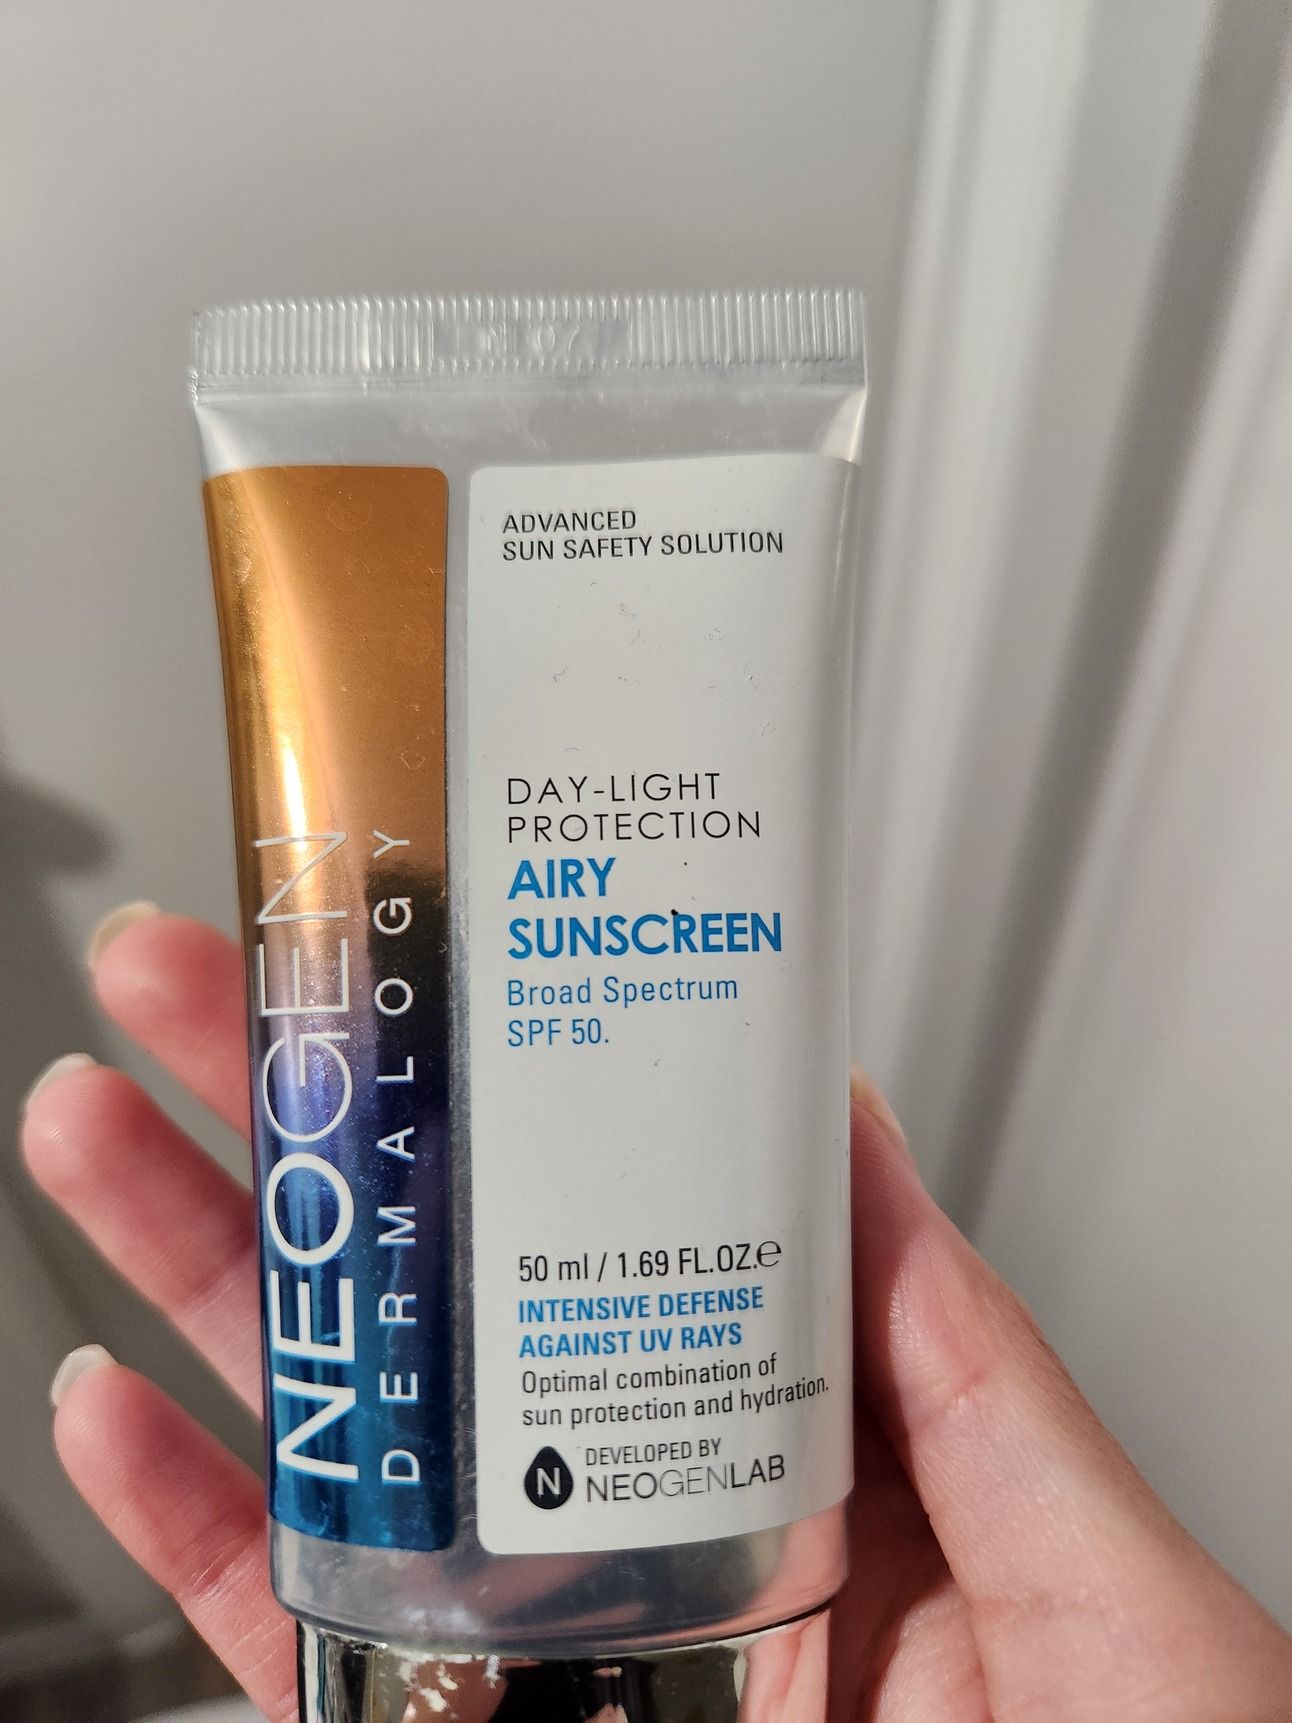 NEOGEN
DERMALOGY
ADVANCED
SUN SAFETY SOLUTION
DAY-LIGHT
PROTECTION
AIRY
SUNSCREEN
Broad Spectrum
SPF 50.
50 ml / 1.69 FL.OZ.℮
INTENSIVE DEFENSE
AGAINST UV RAYS
Optimal combination of
sun protection and hydration.
N
DEVELOPED BY
NEOGENLAB